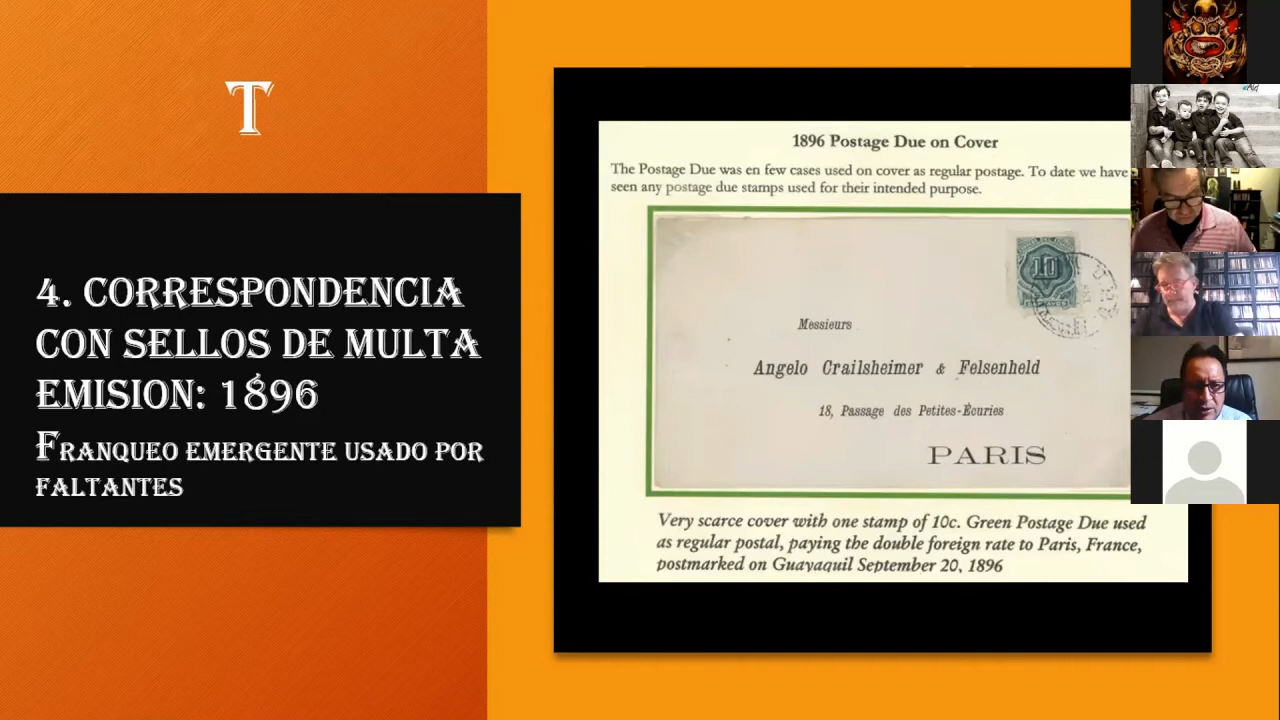 T
4. CORRESPONDENCIA
CON SELLOS DE MULTA
EMISION: 1896
FRANQUEO EMERGENTE USADO POR
FALTANTES
1896 Postage Due on Cover
The Postage Due was en few cases used on cover as regular postage. To date we have
seen any postage due stamps used for their intended purpose.
10
Messieurs
Angelo Crailsheimer & Felsenheld
18, Passage des Petites-Écuries
PARIS
Very scarce cover with one stamp of 10c. Green Postage Due used
as regular postal, paying the double foreign rate to Paris, France,
postmarked on Guayaquil September 20, 1896